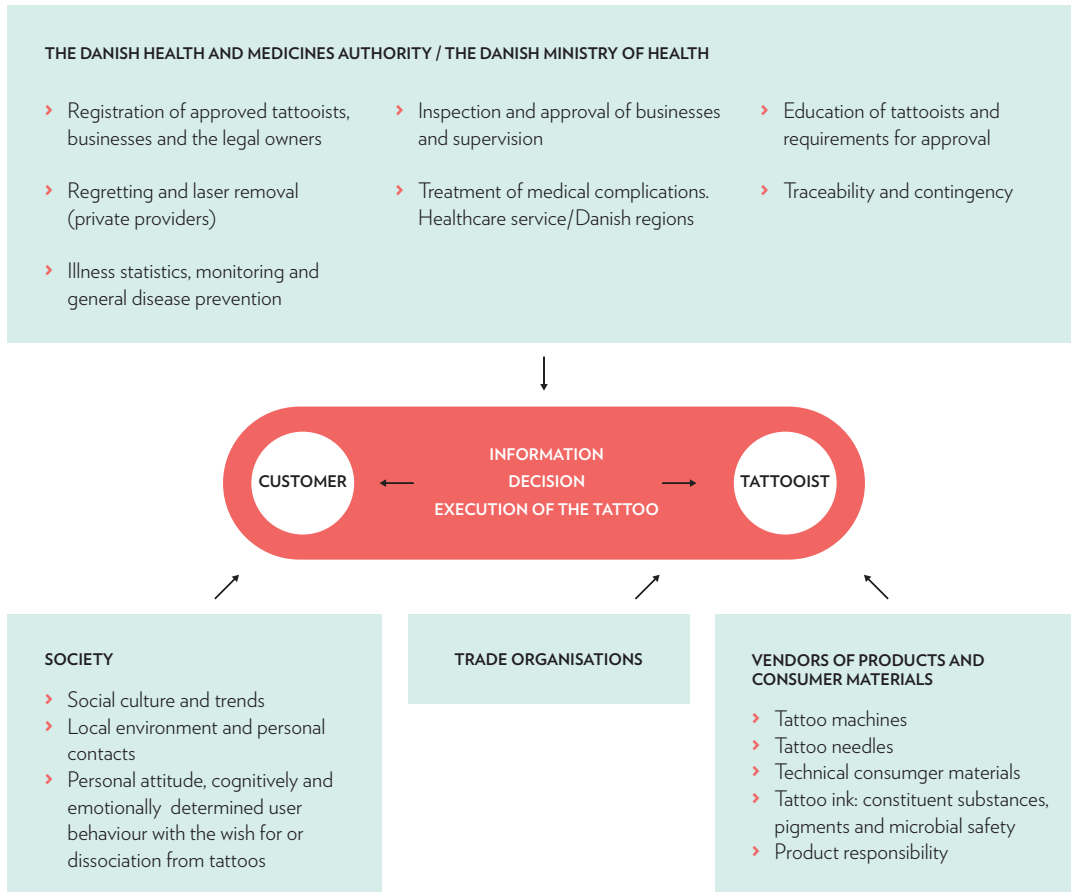 THE DANISH HEALTH AND MEDICINES AUTHORITY / THE DANISH MINISTRY OF HEALTH
› Registration of approved tattooists,
businesses and the legal owners
› Inspection and approval of businesses
and supervision
› Education of tattooists and
requirements for approval
› Regretting and laser removal
(private providers)
› Treatment of medical complications.
Healthcare service/Danish regions
› Traceability and contingency
› Illness statistics, monitoring and
general disease prevention
CUSTOMER
INFORMATION
DECISION
EXECUTION OF THE TATTOO
TATTOOIST
SOCIETY
› Social culture and trends
› Local environment and personal
contacts
› Personal attitude, cognitively and
emotionally determined user
behaviour with the wish for or
dissociation from tattoos
TRADE ORGANISATIONS
VENDORS OF PRODUCTS AND
CONSUMER MATERIALS
› Tattoo machines
› Tattoo needles
› Technical consumger materials
› Tattoo ink: constituent substances,
pigments and microbial safety
› Product responsibility